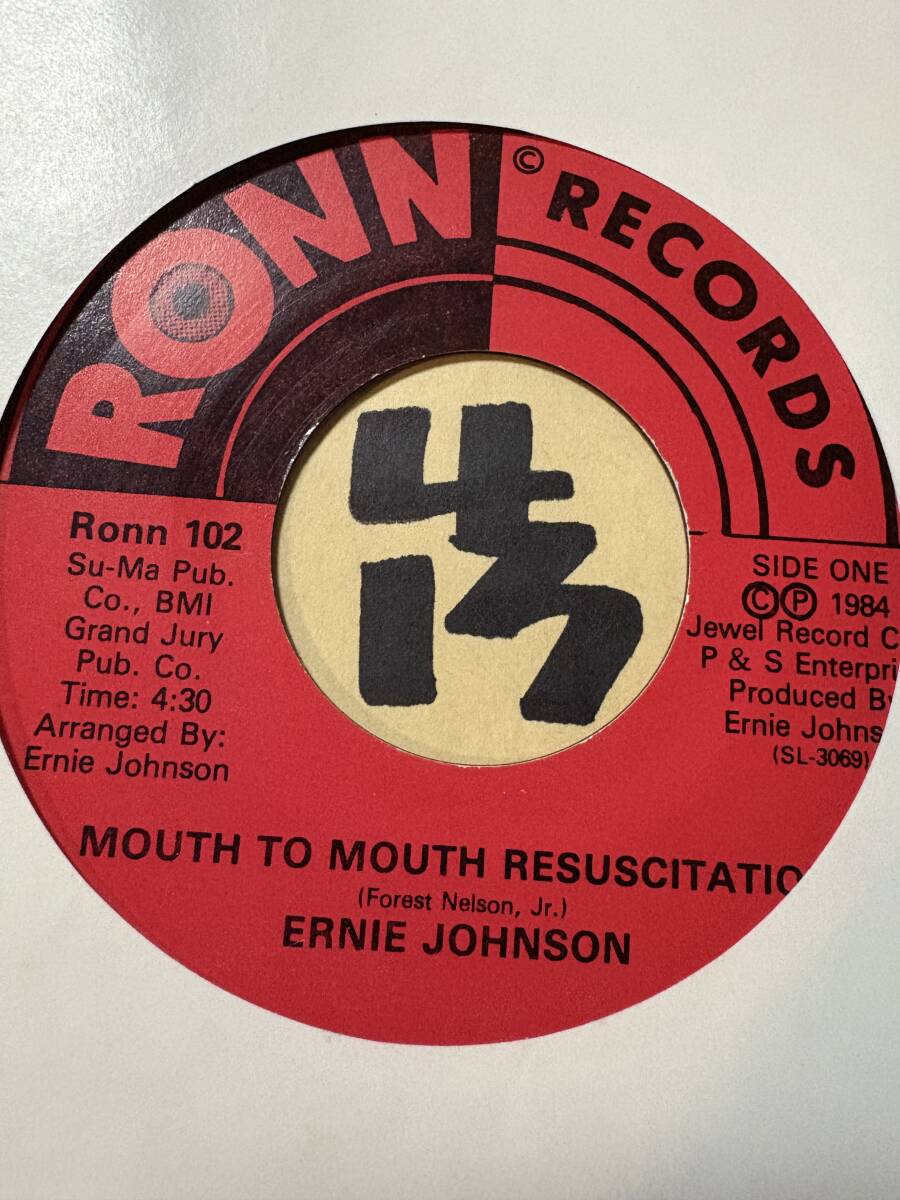 RONN
© RECORDS
Ronn 102
Su-Ma Pub.
Co., BMI
Grand Jury
Pub. Co.
Time: 4:30
Arranged By:
Ernie Johnson
SIDE ONE
©℗ 1984
Jewel Record C
P & S Enterpri
Produced By
Ernie Johns
(SL-3069)
MOUTH TO MOUTH RESUSCITATIO
(Forest Nelson, Jr.)
ERNIE JOHNSON